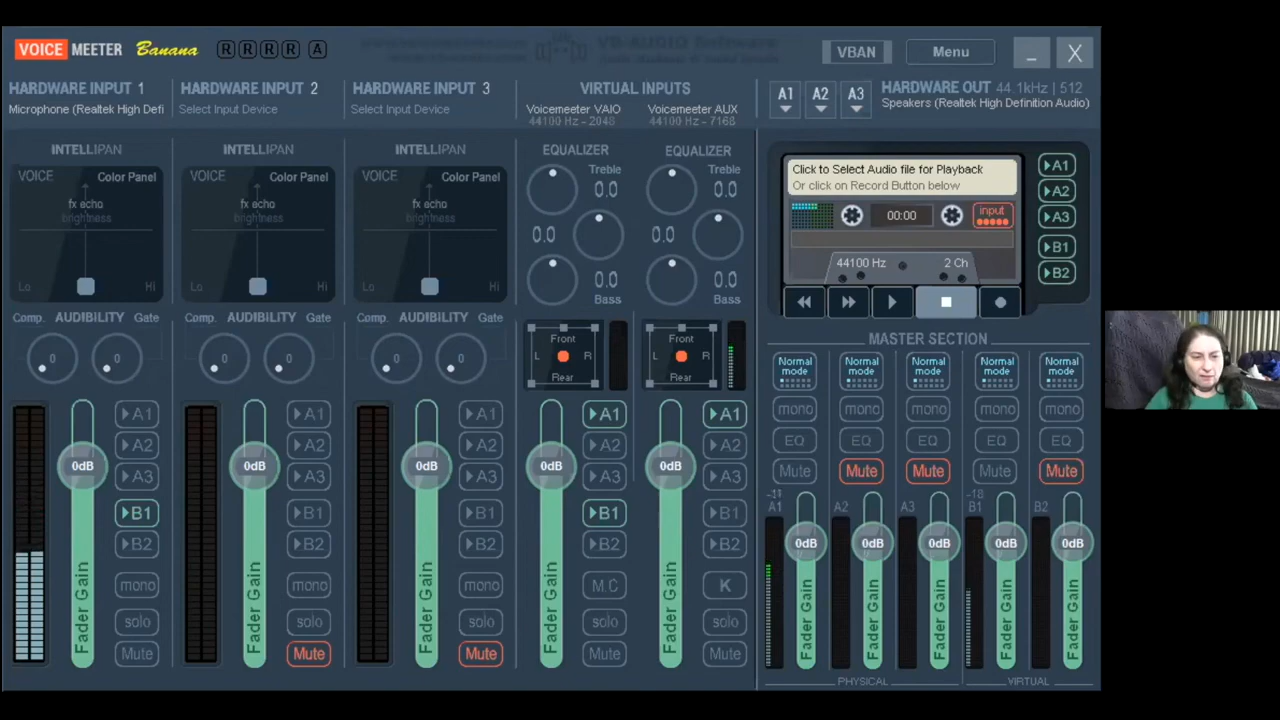 VOICE MEETER Banana R R R R A VBAN Menu _ X
HARDWARE INPUT 1
Microphone (Realtek High Defi
HARDWARE INPUT 2
Select Input Device
HARDWARE INPUT 3
Select Input Device
VIRTUAL INPUTS
Voicemeeter VAIO
44100 Hz - 2048
Voicemeeter AUX
44100 Hz - 7168
A1 A2 A3
HARDWARE OUT 44.1kHz | 512
Speakers (Realtek High Definition Audio)
INTELLIPAN
VOICE Color Panel
fx echo
brightness
Lo Hi
INTELLIPAN
VOICE Color Panel
fx echo
brightness
Lo Hi
INTELLIPAN
VOICE Color Panel
fx echo
brightness
Lo Hi
EQUALIZER
Treble
0.0
0.0
0.0
Bass
EQUALIZER
Treble
0.0
0.0
0.0
Bass
Click to Select Audio file for Playback
Or click on Record Button below
00:00 input
44100 Hz 2 Ch
A1
A2
A3
B1
B2
Comp. AUDIBILITY Gate
0 0
Comp. AUDIBILITY Gate
0 0
Comp. AUDIBILITY Gate
0 0
Front
L R
Rear
Front
L R
Rear
0dB
Fader Gain
A1
A2
A3
B1
B2
mono
solo
Mute
0dB
Fader Gain
A1
A2
A3
B1
B2
mono
solo
Mute
0dB
Fader Gain
A1
A2
A3
B1
B2
mono
solo
Mute
0dB
Fader Gain
A1
A2
A3
B1
B2
M.C
solo
Mute
0dB
Fader Gain
A1
A2
A3
B1
B2
K
solo
Mute
MASTER SECTION
Normal mode Normal mode Normal mode Normal mode Normal mode
mono mono mono mono mono
EQ EQ EQ EQ EQ
Mute Mute Mute Mute Mute
-18
A1 A2 A3 B1 B2
0dB 0dB 0dB 0dB 0dB
Fader Gain Fader Gain Fader Gain Fader Gain Fader Gain
PHYSICAL VIRTUAL